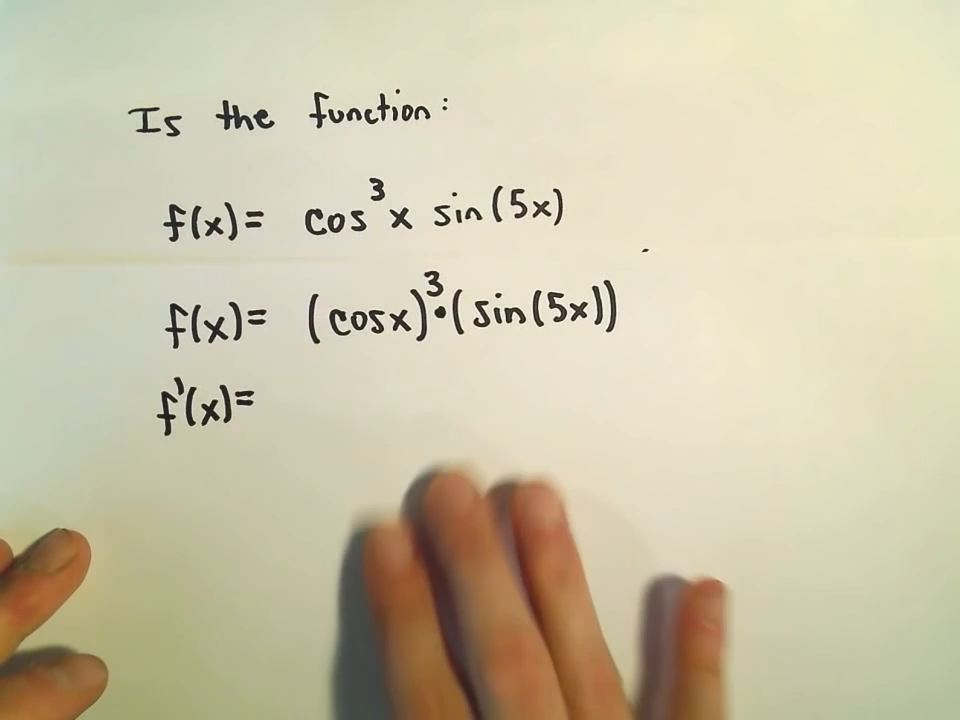 Is the function:
f(x)= cos³x sin(5x)
f(x)= (cosx)³·(sin(5x))
f'(x)=